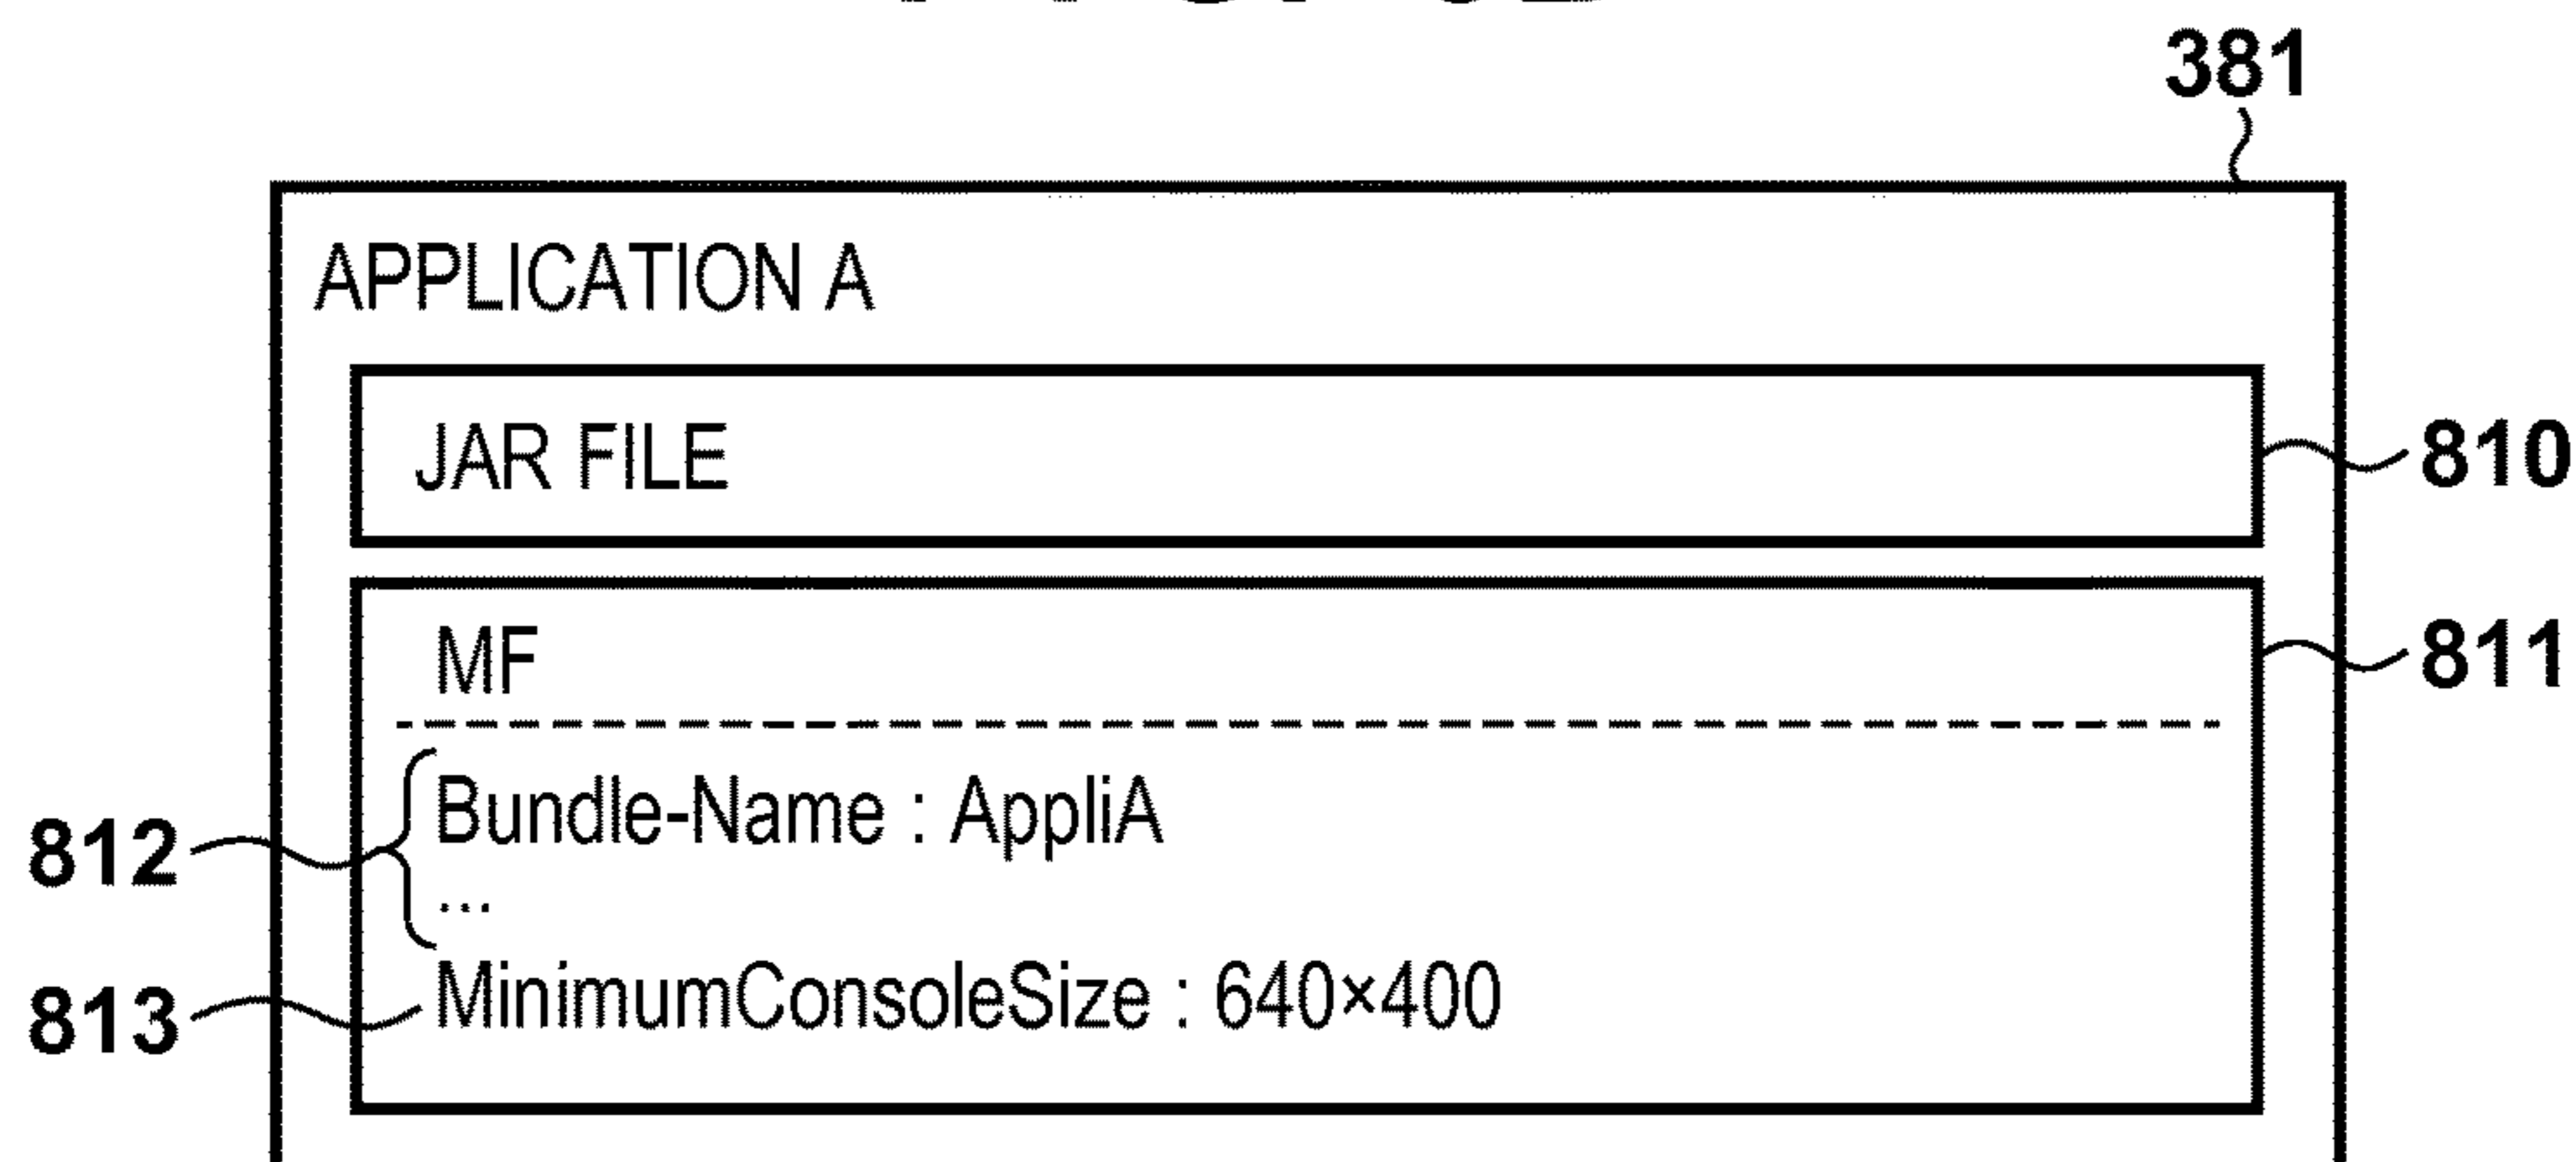 381
APPLICATION A
JAR FILE
810
MF
811
Bundle-Name : AppliA
812
...
MinimumConsoleSize : 640×400
813